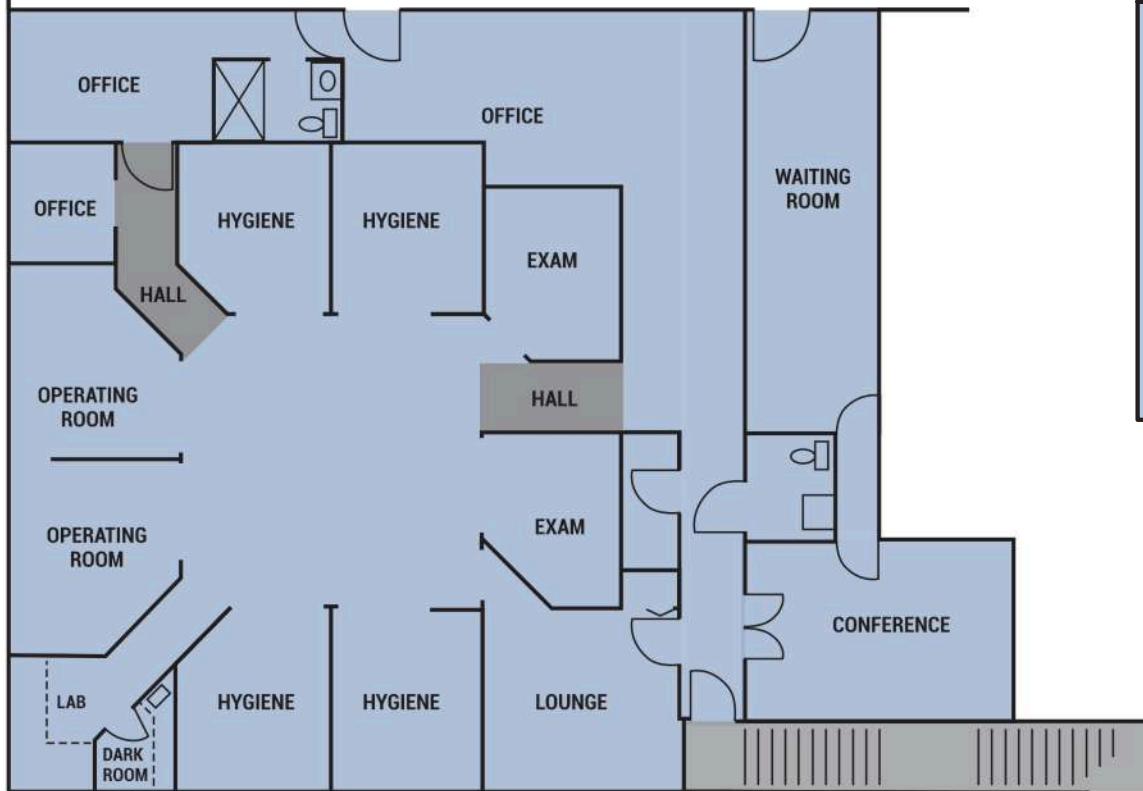 OFFICE
OFFICE
WAITING
ROOM
OFFICE
HYGIENE
HYGIENE
EXAM
HALL
OPERATING
ROOM
HALL
OPERATING
ROOM
EXAM
CONFERENCE
LAB
HYGIENE
HYGIENE
LOUNGE
DARK
ROOM